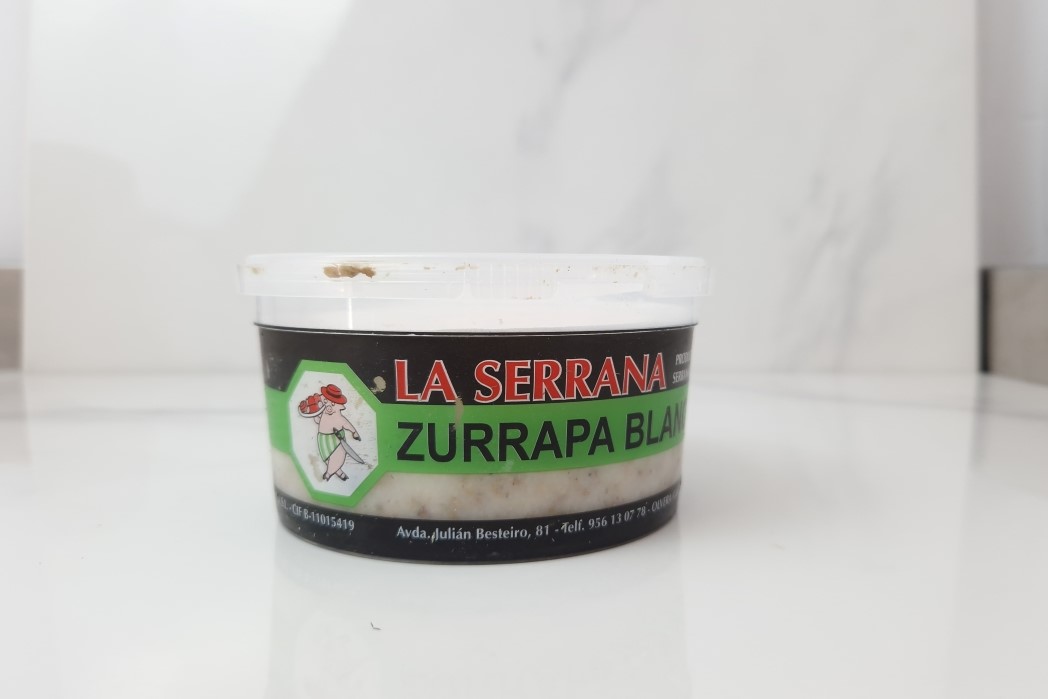 LA SERRANA
ZURRAPA BLAN
CIF B-11015419
Avda. Julián Besteiro, 81 - Telf. 956 13 07 78 -